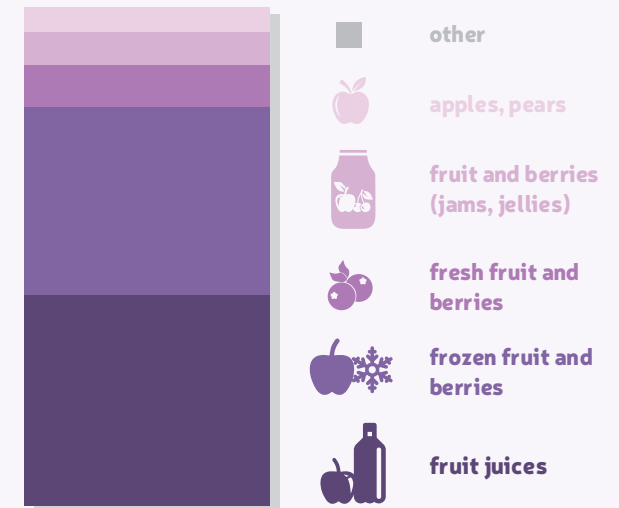 other
apples, pears
fruit and berries
(jams, jellies)
fresh fruit and
berries
frozen fruit and
berries
fruit juices